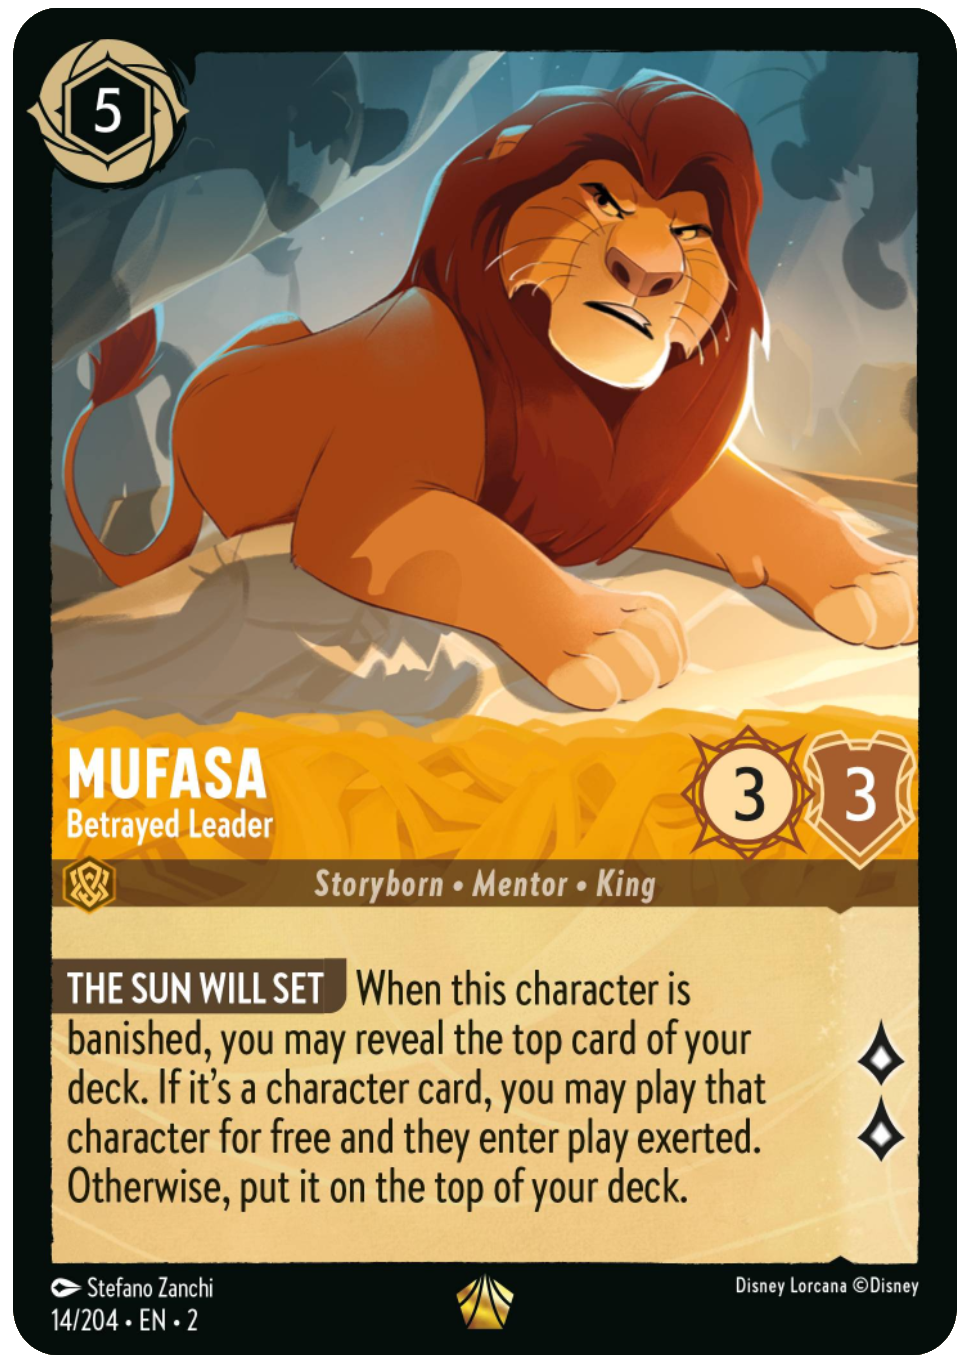 5
MUFASA
Betrayed Leader
3
3
Storyborn • Mentor • King
THE SUN WILL SET When this character is
banished, you may reveal the top card of your
deck. If it's a character card, you may play that
character for free and they enter play exerted.
Otherwise, put it on the top of your deck.
Stefano Zanchi
14/204 • EN • 2
Disney Lorcana ©Disney